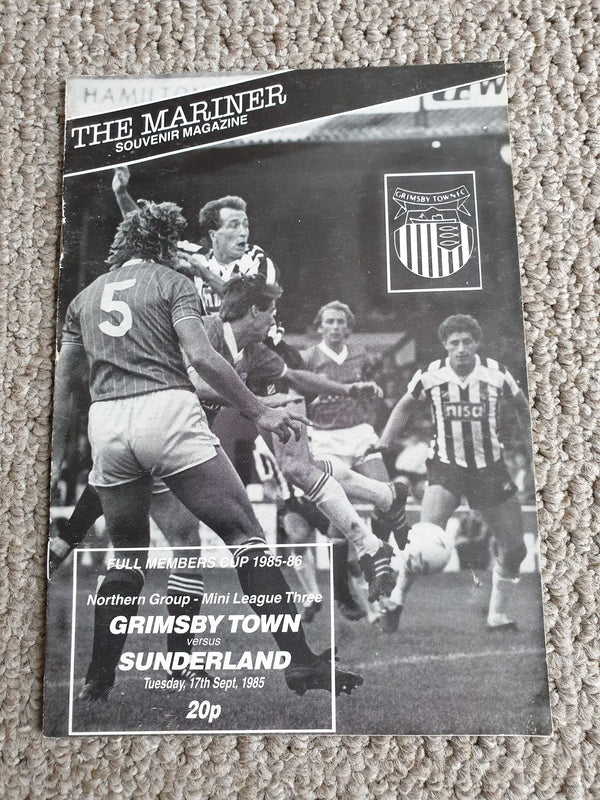 HAMILTON
THE MARINER
SOUVENIR MAGAZINE
GRIMSBY TOWN F.C.
5
nisa
FULL MEMBERS CUP 1985-86
Northern Group - Mini League Three
GRIMSBY TOWN
versus
SUNDERLAND
Tuesday, 17th Sept, 1985
20p